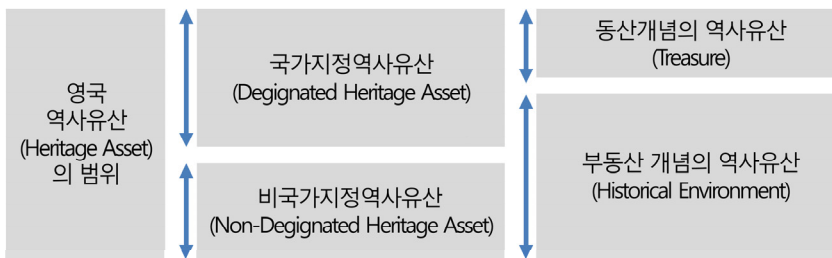 영국
역사유산
(Heritage Asset)
의 범위
국가지정역사유산
(Degignated Heritage Asset)
비국가지정역사유산
(Non-Degignated Heritage Asset)
동산개념의 역사유산
(Treasure)
부동산 개념의 역사유산
(Historical Environment)